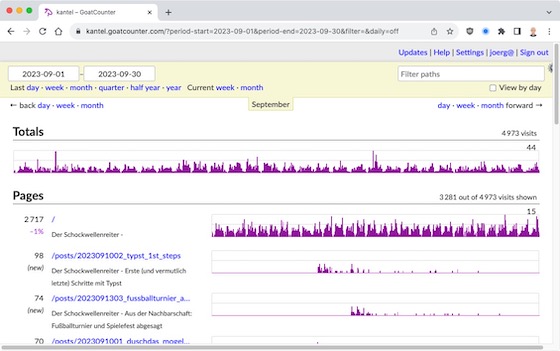 kantel – GoatCounter
kantel.goatcounter.com/?period-start=2023-09-01&period-end=2023-09-30&filter=&daily=off
Updates | Help | Settings | joerg@ | Sign out
2023-09-01 – 2023-09-30 Filter paths
Last day · week · month · quarter · half year · year Current week · month View by day
← back day · week · month September day · week · month forward →
Totals 4 973 visits
44
Pages 3 281 out of 4 973 visits shown
2 717 / 15
–1% Der Schockwellenreiter -
98 /posts/2023091002_typst_1st_steps
(new) Der Schockwellenreiter - Erste (und vermutlich
letzte) Schritte mit Typst
74 /posts/2023091303_fussballturnier_a...
(new) Der Schockwellenreiter - Aus der Nachbarschaft:
Fußballturnier und Spielefest abgesagt
70 /posts/2023091001_duschdas_mogel...